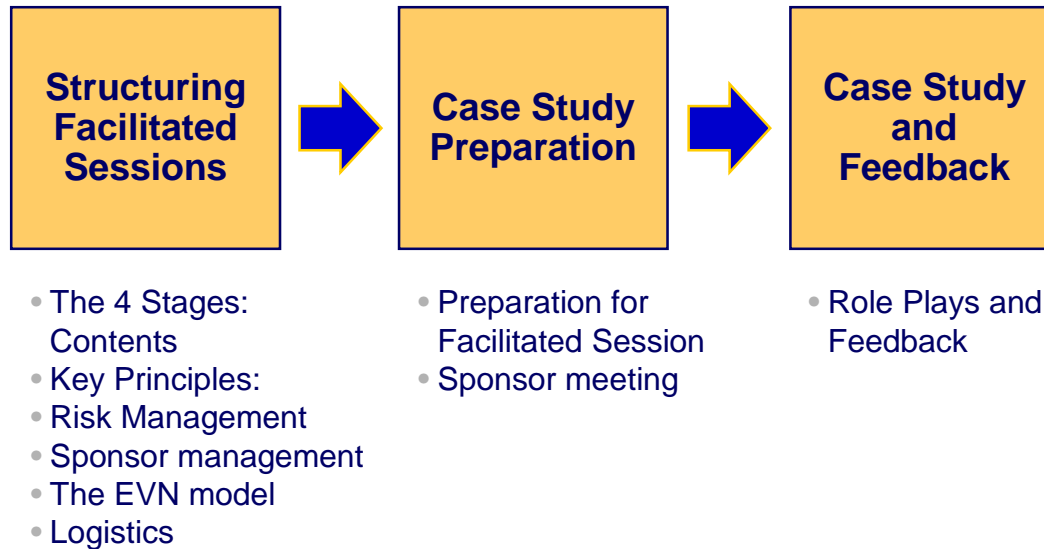 Structuring
Facilitated
Sessions
• The 4 Stages:
Contents
• Key Principles:
• Risk Management
• Sponsor management
• The EVN model
• Logistics
Case Study
Preparation
• Preparation for
Facilitated Session
• Sponsor meeting
Case Study
and
Feedback
• Role Plays and
Feedback